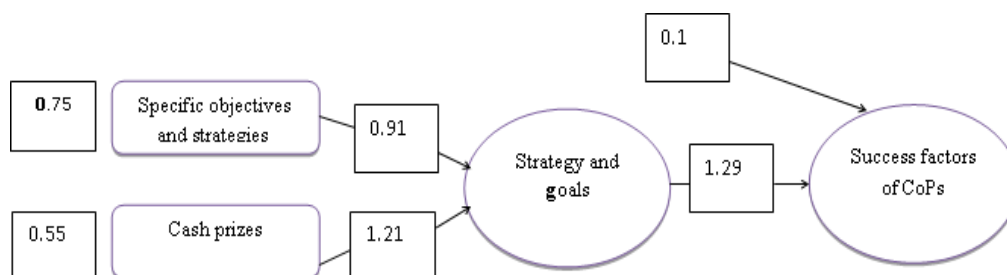 0.1
0.75
Specific objectives
and strategies
0.91
Strategy and
goals
1.29
Success factors
of CoPs
0.55
Cash prizes
1.21